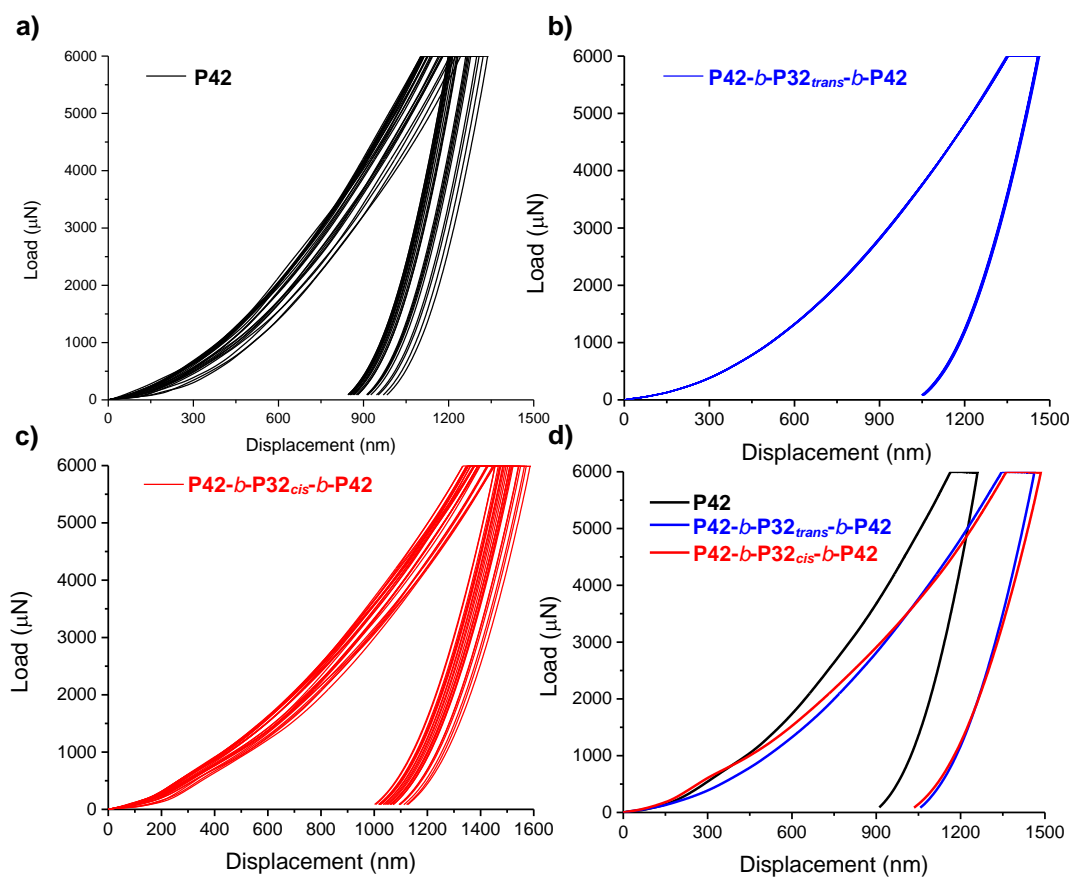 a)
P42
6000
5000
4000
3000
2000
1000
0
Load (μN)
0 300 600 900 1200 1500
Displacement (nm)
b)
P42-b-P32trans-b-P42
6000
5000
4000
3000
2000
1000
0
Load (μN)
0 300 600 900 1200 1500
Displacement (nm)
c)
P42-b-P32cis-b-P42
6000
5000
4000
3000
2000
1000
0
Load (μN)
0 200 400 600 800 1000 1200 1400 1600
Displacement (nm)
d)
P42
P42-b-P32trans-b-P42
P42-b-P32cis-b-P42
6000
5000
4000
3000
2000
1000
0
Load (μN)
0 300 600 900 1200 1500
Displacement (nm)